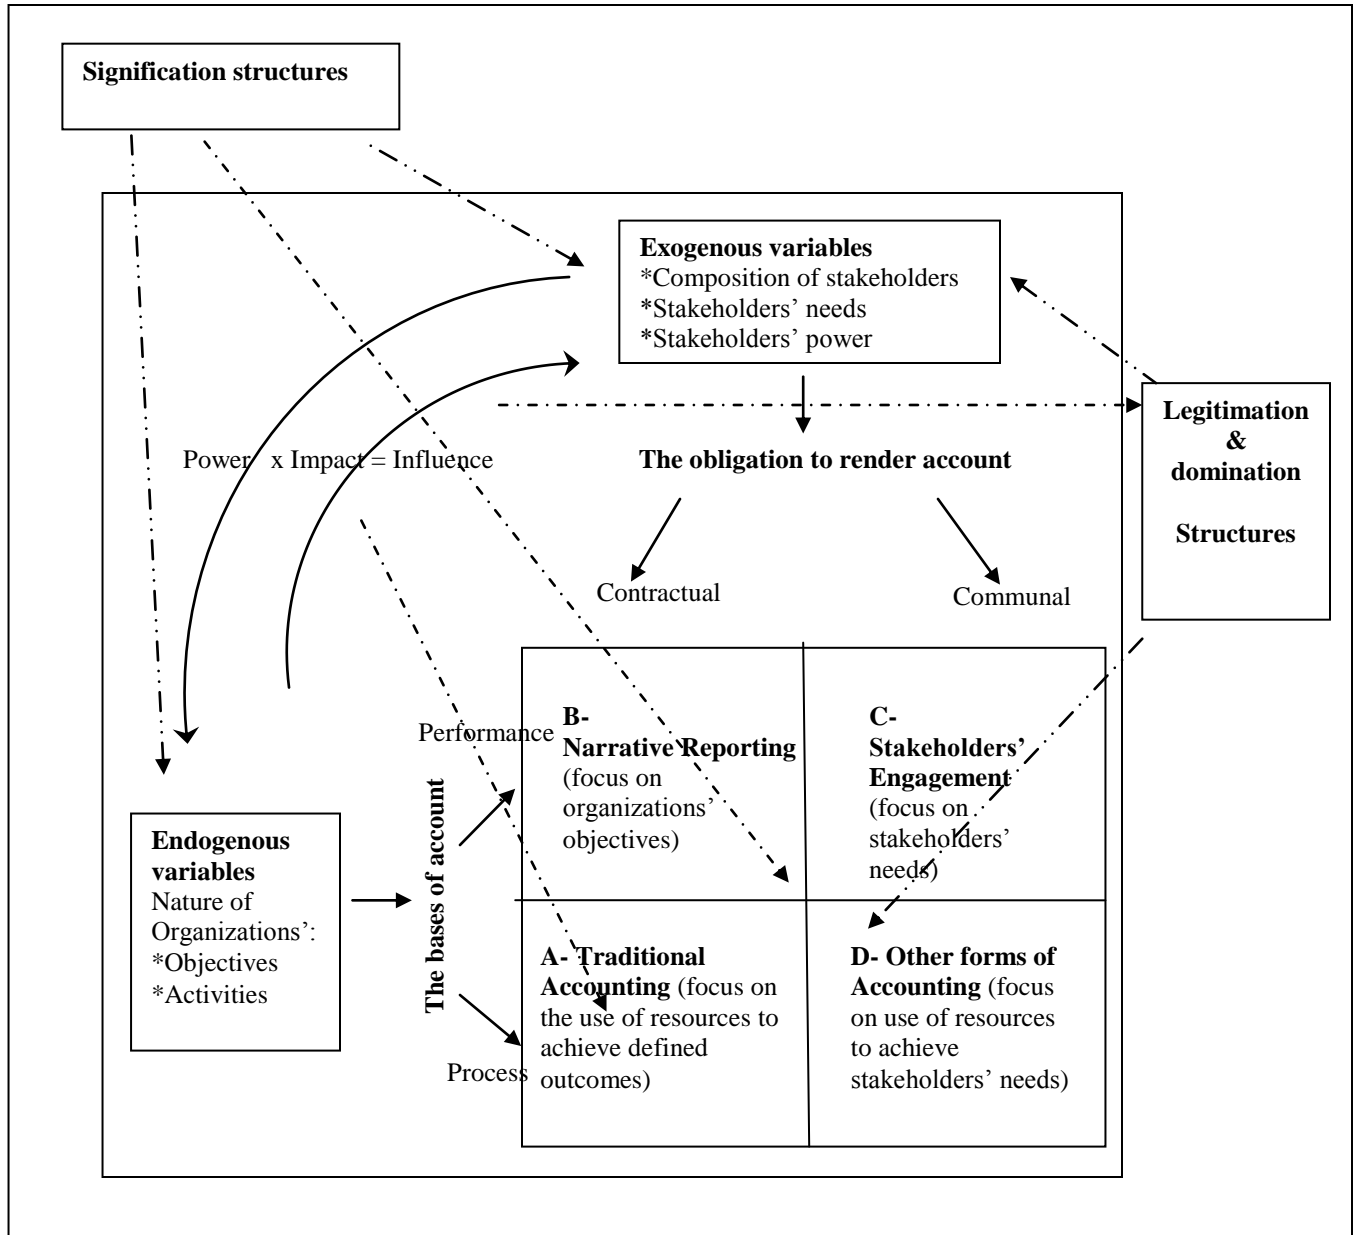 Signification structures
Exogenous variables
*Composition of stakeholders
*Stakeholders’ needs
*Stakeholders’ power
Legitimation
&
domination
Structures
Power x Impact = Influence
The obligation to render account
Contractual
Communal
Performance
The bases of account
Process
Endogenous
variables
Nature of
Organizations’:
*Objectives
*Activities
B-
Narrative Reporting
(focus on
organizations’
objectives)
C-
Stakeholders’
Engagement
(focus on
stakeholders’
needs)
A- Traditional
Accounting (focus on
the use of resources to
achieve defined
outcomes)
D- Other forms of
Accounting (focus
on use of resources
to achieve
stakeholders’ needs)